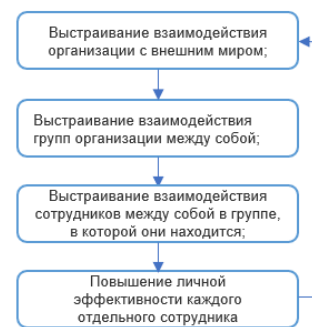 Выстраивание взаимодействия
организации с внешним миром;
Выстраивание взаимодействия
групп организации между собой;
Выстраивание взаимодействия
сотрудников между собой в группе,
в которой они находится;
Повышение личной
эффективности каждого
отдельного сотрудника